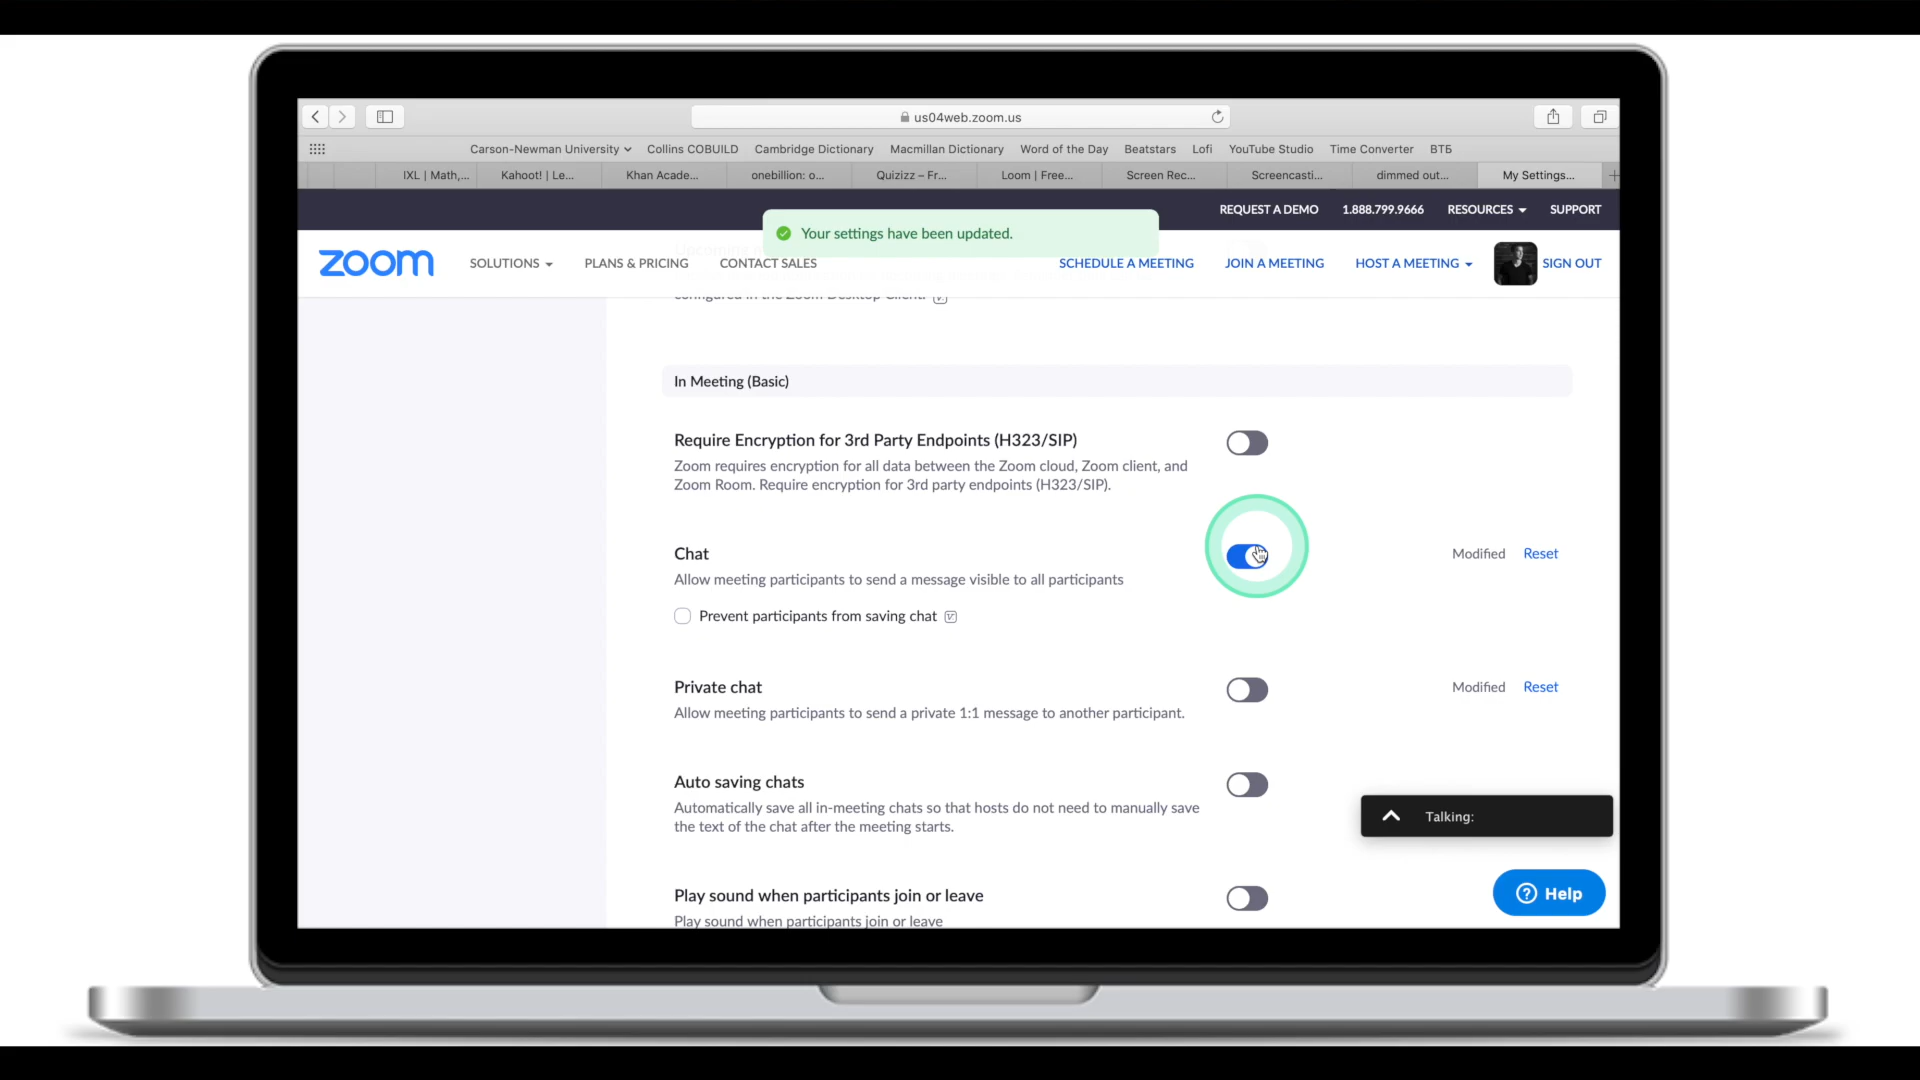 us04web.zoom.us
Carson-Newman University Collins COBUILD Cambridge Dictionary Macmillan Dictionary Word of the Day Beatstars Lofi YouTube Studio Time Converter ВТБ
IXL | Math,... Kahoot! | Le... Khan Acade... onebillion: o... Quizizz – Fr... Loom | Free... Screen Rec... Screencasti... dimmed out... My Settings...
REQUEST A DEMO 1.888.799.9666 RESOURCES SUPPORT
Your settings have been updated.
zoom SOLUTIONS PLANS & PRICING CONTACT SALES SCHEDULE A MEETING JOIN A MEETING HOST A MEETING SIGN OUT
configured in the Zoom Desktop Client.
In Meeting (Basic)
Require Encryption for 3rd Party Endpoints (H323/SIP)
Zoom requires encryption for all data between the Zoom cloud, Zoom client, and
Zoom Room. Require encryption for 3rd party endpoints (H323/SIP).
Chat Modified Reset
Allow meeting participants to send a message visible to all participants
Prevent participants from saving chat
Private chat Modified Reset
Allow meeting participants to send a private 1:1 message to another participant.
Auto saving chats
Automatically save all in-meeting chats so that hosts do not need to manually save
the text of the chat after the meeting starts.
Talking:
Play sound when participants join or leave
Help
Play sound when participants join or leave